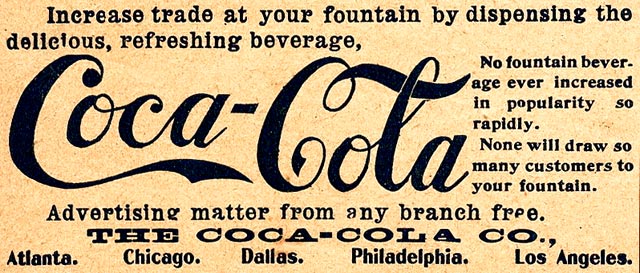 Increase trade at your fountain by dispensing the
delicious, refreshing beverage,
Coca-Cola
No fountain bever-
age ever increased
in popularity so
rapidly.
None will draw so
many customers to
your fountain.
Advertising matter from any branch free.
THE COCA-COLA CO.,
Atlanta. Chicago. Dallas. Philadelphia. Los Angeles.